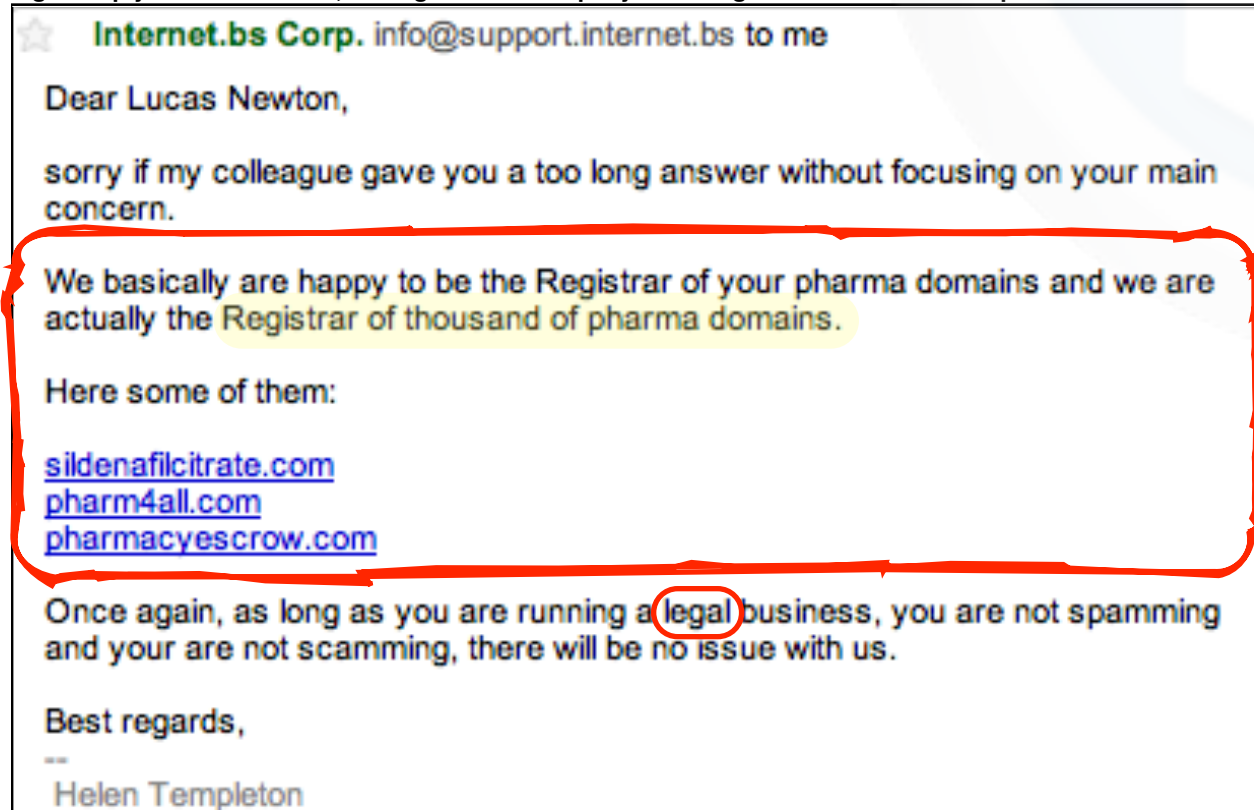 Internet.bs Corp. info@support.internet.bs to me
Dear Lucas Newton,
sorry if my colleague gave you a too long answer without focusing on your main
concern.
We basically are happy to be the Registrar of your pharma domains and we are
actually the Registrar of thousand of pharma domains.
Here some of them:
sildenafilcitrate.com
pharm4all.com
pharmacyescrow.com
Once again, as long as you are running a legal business, you are not spamming
and your are not scamming, there will be no issue with us.
Best regards,
--
Helen Templeton